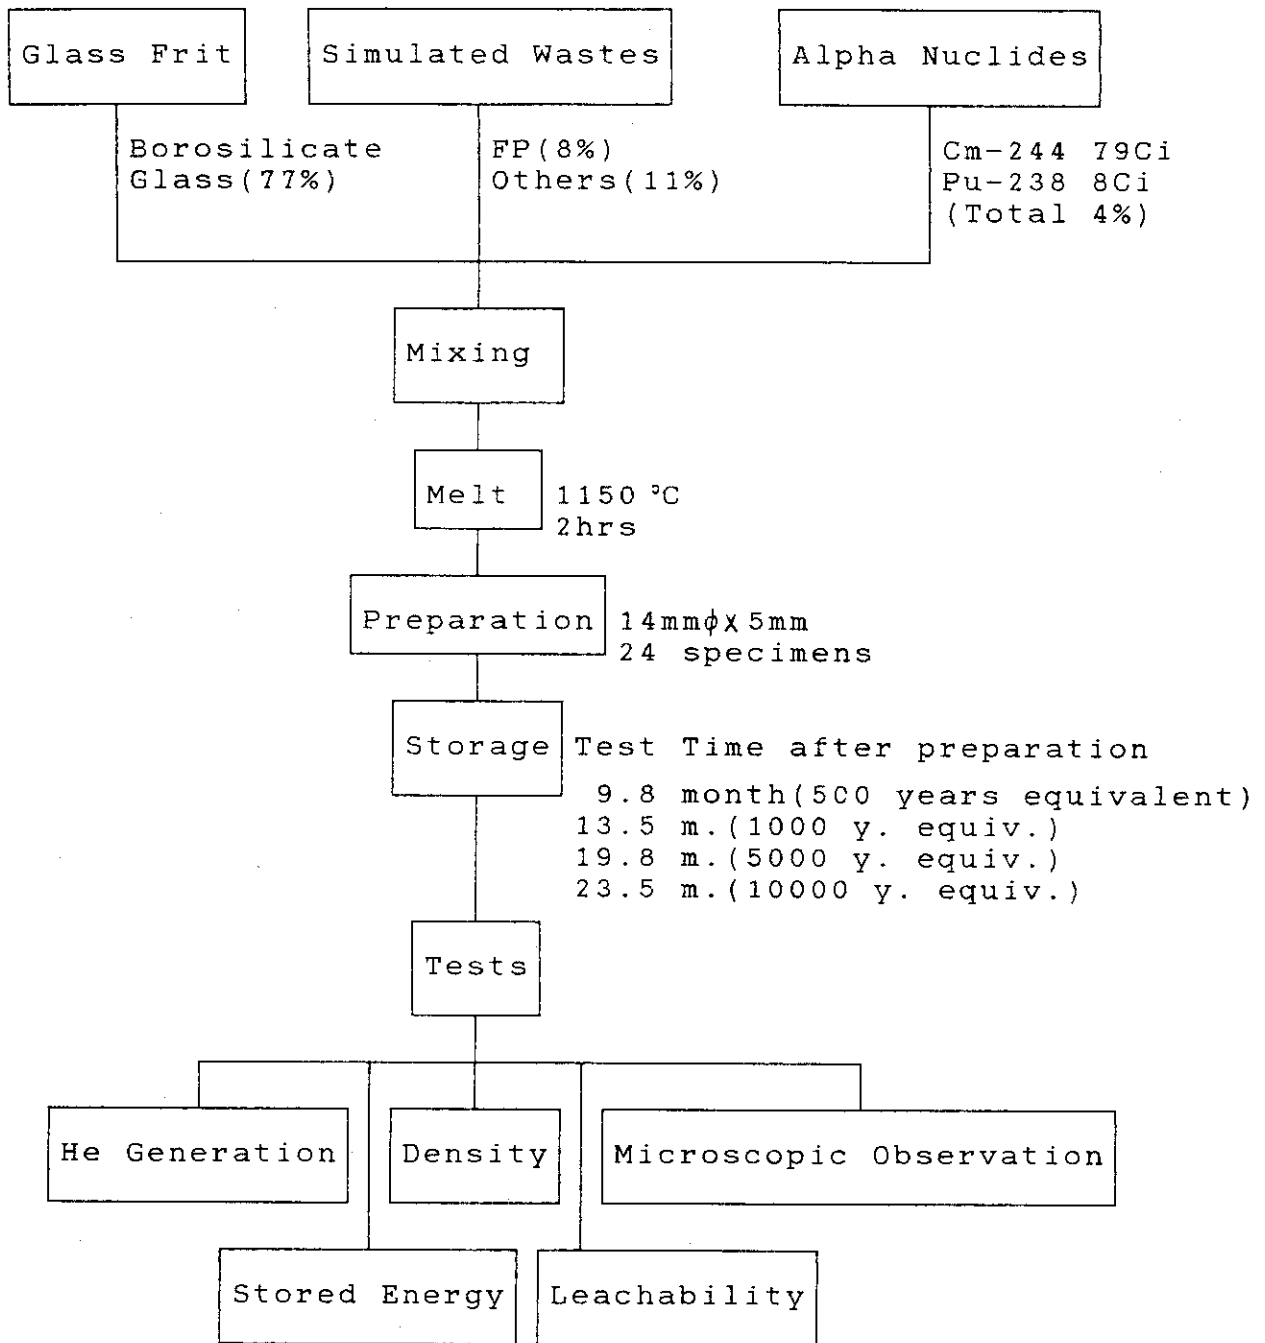 Glass Frit
Simulated Wastes
Alpha Nuclides
Borosilicate
Glass(77%)
FP(8%)
Others(11%)
Cm-244 79Ci
Pu-238 8Ci
(Total 4%)
Mixing
Melt
1150 °C
2hrs
Preparation
14mmϕx5mm
24 specimens
Storage
Test Time after preparation
9.8 month(500 years equivalent)
13.5 m.(1000 y. equiv.)
19.8 m.(5000 y. equiv.)
23.5 m.(10000 y. equiv.)
Tests
He Generation
Density
Microscopic Observation
Stored Energy
Leachability